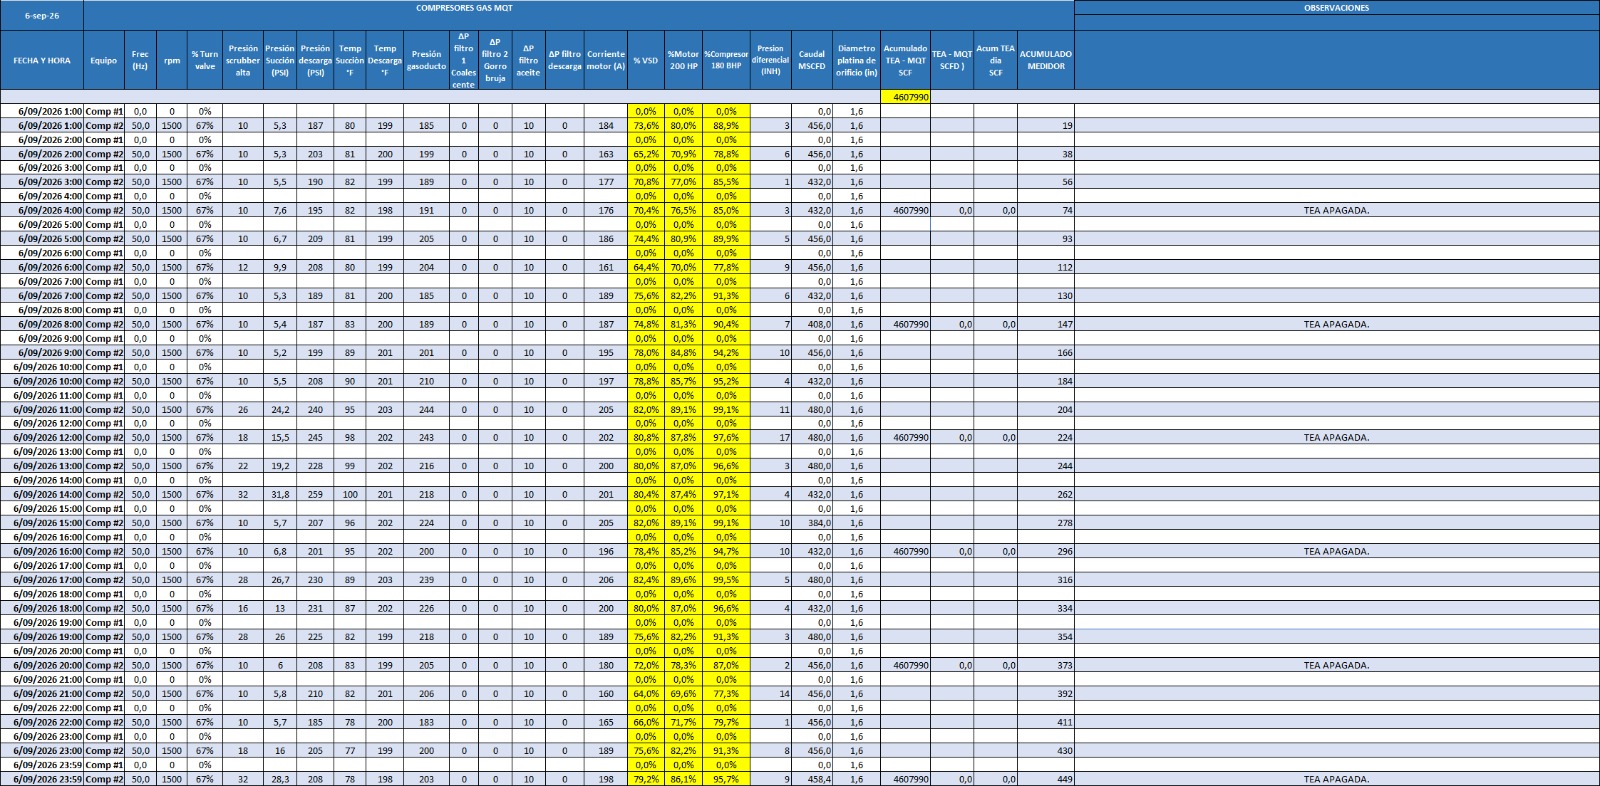 6-sep-26 COMPRESORES GAS MQT OBSERVACIONES
FECHA Y HORA Equipo Frec (Hz) rpm % Turn valve Presión scrubber alta Presión Succión (PSI) Presión descarga (PSI) Temp Succiòn °F Temp Descarga °F Presión gasoducto ΔP filtro 1 Coales cente ΔP filtro 2 Gorro bruja ΔP filtro aceite ΔP filtro descarga Corriente motor (A) % VSD %Motor 200 HP %Compresor 180 BHP Presion diferencial (INH) Caudal MSCFD Diametro platina de orificio (in) Acumulado TEA - MQT SCF TEA - MQT SCFD ) Acum TEA dia SCF ACUMULADO MEDIDOR
4607990
6/09/2026 1:00 Comp #1 0,0 0 0% 0,0% 0,0% 0,0% 0,0 1,6
6/09/2026 1:00 Comp #2 50,0 1500 67% 10 5,3 187 80 199 185 0 0 10 0 184 73,6% 80,0% 88,9% 3 456,0 1,6 19
6/09/2026 2:00 Comp #1 0,0 0 0% 0,0% 0,0% 0,0% 0,0 1,6
6/09/2026 2:00 Comp #2 50,0 1500 67% 10 5,3 203 81 200 199 0 0 10 0 163 65,2% 70,9% 78,8% 6 456,0 1,6 38
6/09/2026 3:00 Comp #1 0,0 0 0% 0,0% 0,0% 0,0% 0,0 1,6
6/09/2026 3:00 Comp #2 50,0 1500 67% 10 5,5 190 82 199 189 0 0 10 0 177 70,8% 77,0% 85,5% 1 432,0 1,6 56
6/09/2026 4:00 Comp #1 0,0 0 0% 0,0% 0,0% 0,0% 0,0 1,6
6/09/2026 4:00 Comp #2 50,0 1500 67% 10 7,6 195 82 198 191 0 0 10 0 176 70,4% 76,5% 85,0% 3 432,0 1,6 4607990 0,0 0,0 74 TEA APAGADA.
6/09/2026 5:00 Comp #1 0,0 0 0% 0,0% 0,0% 0,0% 0,0 1,6
6/09/2026 5:00 Comp #2 50,0 1500 67% 10 6,7 209 81 199 205 0 0 10 0 186 74,4% 80,9% 89,9% 5 456,0 1,6 93
6/09/2026 6:00 Comp #1 0,0 0 0% 0,0% 0,0% 0,0% 0,0 1,6
6/09/2026 6:00 Comp #2 50,0 1500 67% 12 9,9 208 80 199 204 0 0 10 0 161 64,4% 70,0% 77,8% 9 456,0 1,6 112
6/09/2026 7:00 Comp #1 0,0 0 0% 0,0% 0,0% 0,0% 0,0 1,6
6/09/2026 7:00 Comp #2 50,0 1500 67% 10 5,3 189 81 200 185 0 0 10 0 189 75,6% 82,2% 91,3% 6 432,0 1,6 130
6/09/2026 8:00 Comp #1 0,0 0 0% 0,0% 0,0% 0,0% 0,0 1,6
6/09/2026 8:00 Comp #2 50,0 1500 67% 10 5,4 187 83 200 189 0 0 10 0 187 74,8% 81,3% 90,4% 7 408,0 1,6 4607990 0,0 0,0 147 TEA APAGADA.
6/09/2026 9:00 Comp #1 0,0 0 0% 0,0% 0,0% 0,0% 0,0 1,6
6/09/2026 9:00 Comp #2 50,0 1500 67% 10 5,2 199 89 201 201 0 0 10 0 195 78,0% 84,8% 94,2% 10 456,0 1,6 166
6/09/2026 10:00 Comp #1 0,0 0 0% 0,0% 0,0% 0,0% 0,0 1,6
6/09/2026 10:00 Comp #2 50,0 1500 67% 10 5,5 208 90 201 210 0 0 10 0 197 78,8% 85,7% 95,2% 4 432,0 1,6 184
6/09/2026 11:00 Comp #1 0,0 0 0% 0,0% 0,0% 0,0% 0,0 1,6
6/09/2026 11:00 Comp #2 50,0 1500 67% 26 24,2 240 95 203 244 0 0 10 0 205 82,0% 89,1% 99,1% 11 480,0 1,6 204
6/09/2026 12:00 Comp #1 0,0 0 0% 0,0% 0,0% 0,0% 0,0 1,6
6/09/2026 12:00 Comp #2 50,0 1500 67% 18 15,5 245 98 202 243 0 0 10 0 202 80,8% 87,8% 97,6% 17 480,0 1,6 4607990 0,0 0,0 224 TEA APAGADA.
6/09/2026 13:00 Comp #1 0,0 0 0% 0,0% 0,0% 0,0% 0,0 1,6
6/09/2026 13:00 Comp #2 50,0 1500 67% 22 19,2 228 99 202 216 0 0 10 0 200 80,0% 87,0% 96,6% 3 480,0 1,6 244
6/09/2026 14:00 Comp #1 0,0 0 0% 0,0% 0,0% 0,0% 0,0 1,6
6/09/2026 14:00 Comp #2 50,0 1500 67% 32 31,8 259 100 201 218 0 0 10 0 201 80,4% 87,4% 97,1% 4 432,0 1,6 262
6/09/2026 15:00 Comp #1 0,0 0 0% 0,0% 0,0% 0,0% 0,0 1,6
6/09/2026 15:00 Comp #2 50,0 1500 67% 10 5,7 207 96 202 224 0 0 10 0 205 82,0% 89,1% 99,1% 10 384,0 1,6 278
6/09/2026 16:00 Comp #1 0,0 0 0% 0,0% 0,0% 0,0% 0,0 1,6
6/09/2026 16:00 Comp #2 50,0 1500 67% 10 6,8 201 95 202 200 0 0 10 0 196 78,4% 85,2% 94,7% 10 432,0 1,6 4607990 0,0 0,0 296 TEA APAGADA.
6/09/2026 17:00 Comp #1 0,0 0 0% 0,0% 0,0% 0,0% 0,0 1,6
6/09/2026 17:00 Comp #2 50,0 1500 67% 28 26,7 230 89 203 239 0 0 10 0 206 82,4% 89,6% 99,5% 5 480,0 1,6 316
6/09/2026 18:00 Comp #1 0,0 0 0% 0,0% 0,0% 0,0% 0,0 1,6
6/09/2026 18:00 Comp #2 50,0 1500 67% 16 13 231 87 202 226 0 0 10 0 200 80,0% 87,0% 96,6% 4 432,0 1,6 334
6/09/2026 19:00 Comp #1 0,0 0 0% 0,0% 0,0% 0,0% 0,0 1,6
6/09/2026 19:00 Comp #2 50,0 1500 67% 28 26 225 82 199 218 0 0 10 0 189 75,6% 82,2% 91,3% 3 480,0 1,6 354
6/09/2026 20:00 Comp #1 0,0 0 0% 0,0% 0,0% 0,0% 0,0 1,6
6/09/2026 20:00 Comp #2 50,0 1500 67% 10 6 208 83 199 205 0 0 10 0 180 72,0% 78,3% 87,0% 2 456,0 1,6 4607990 0,0 0,0 373 TEA APAGADA.
6/09/2026 21:00 Comp #1 0,0 0 0% 0,0% 0,0% 0,0% 0,0 1,6
6/09/2026 21:00 Comp #2 50,0 1500 67% 10 5,8 210 82 201 206 0 0 10 0 160 64,0% 69,6% 77,3% 14 456,0 1,6 392
6/09/2026 22:00 Comp #1 0,0 0 0% 0,0% 0,0% 0,0% 0,0 1,6
6/09/2026 22:00 Comp #2 50,0 1500 67% 10 5,7 185 78 200 183 0 0 10 0 165 66,0% 71,7% 79,7% 1 456,0 1,6 411
6/09/2026 23:00 Comp #1 0,0 0 0% 0,0% 0,0% 0,0% 0,0 1,6
6/09/2026 23:00 Comp #2 50,0 1500 67% 18 16 205 77 199 200 0 0 10 0 189 75,6% 82,2% 91,3% 8 456,0 1,6 430
6/09/2026 23:59 Comp #1 0,0 0 0% 0,0% 0,0% 0,0% 0,0 1,6
6/09/2026 23:59 Comp #2 50,0 1500 67% 32 28,3 208 78 198 203 0 0 10 0 198 79,2% 86,1% 95,7% 9 458,4 1,6 4607990 0,0 0,0 449 TEA APAGADA.